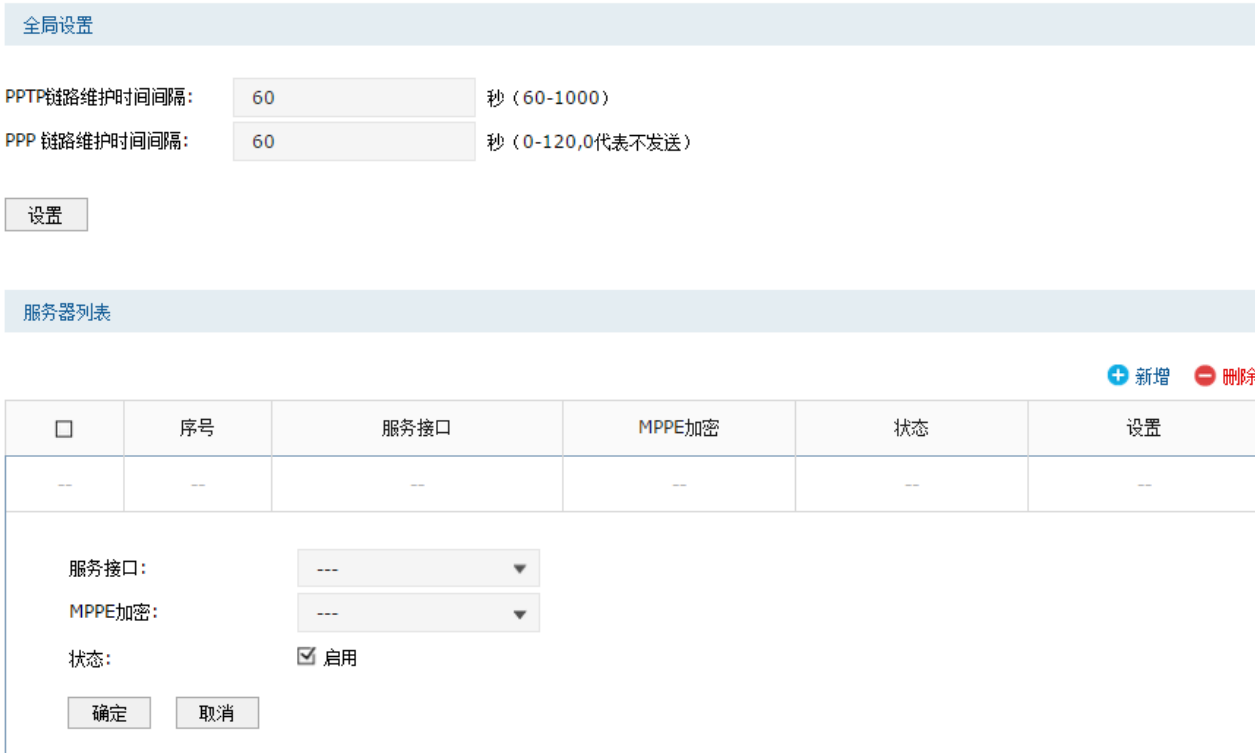 全局设置
PPTP链路维护时间间隔： 60 秒（60-1000）
PPP 链路维护时间间隔： 60 秒（0-120,0代表不发送）
设置
服务器列表
新增 删除
序号 服务接口 MPPE加密 状态 设置
-- -- -- -- -- --
服务接口： ---
MPPE加密： ---
状态： 启用
确定 取消